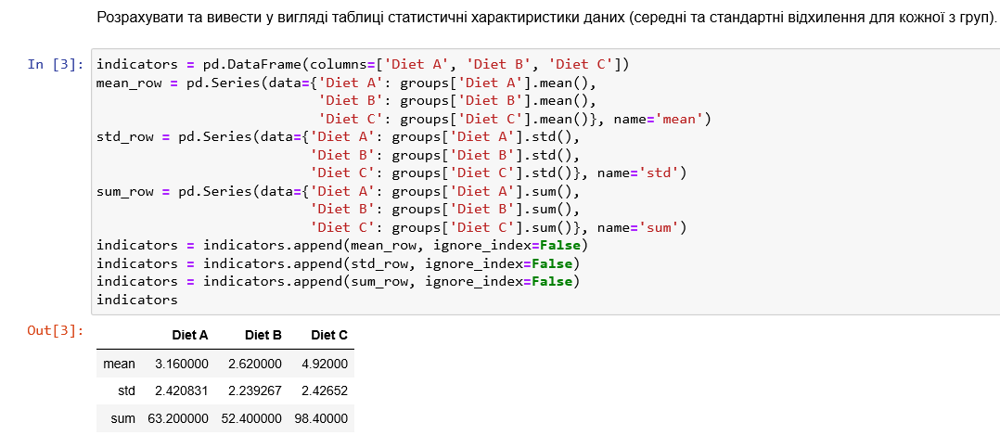 Розрахувати та вивести у вигляді таблиці статистичні характиристики даних (середні та стандартні відхилення для кожної з груп).
In [3]: indicators = pd.DataFrame(columns=['Diet A', 'Diet B', 'Diet C'])
mean_row = pd.Series(data={'Diet A': groups['Diet A'].mean(),
'Diet B': groups['Diet B'].mean(),
'Diet C': groups['Diet C'].mean()}, name='mean')
std_row = pd.Series(data={'Diet A': groups['Diet A'].std(),
'Diet B': groups['Diet B'].std(),
'Diet C': groups['Diet C'].std()}, name='std')
sum_row = pd.Series(data={'Diet A': groups['Diet A'].sum(),
'Diet B': groups['Diet B'].sum(),
'Diet C': groups['Diet C'].sum()}, name='sum')
indicators = indicators.append(mean_row, ignore_index=False)
indicators = indicators.append(std_row, ignore_index=False)
indicators = indicators.append(sum_row, ignore_index=False)
indicators
Out[3]:
Diet A Diet B Diet C
mean 3.160000 2.620000 4.92000
std 2.420831 2.239267 2.42652
sum 63.200000 52.400000 98.40000